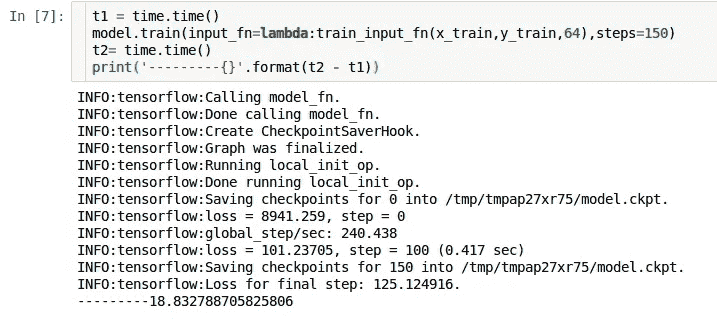 In [7]: t1 = time.time()
model.train(input_fn=lambda:train_input_fn(x_train,y_train,64),steps=150)
t2= time.time()
print('---------{}'.format(t2 - t1))
INFO:tensorflow:Calling model_fn.
INFO:tensorflow:Done calling model_fn.
INFO:tensorflow:Create CheckpointSaverHook.
INFO:tensorflow:Graph was finalized.
INFO:tensorflow:Running local_init_op.
INFO:tensorflow:Done running local_init_op.
INFO:tensorflow:Saving checkpoints for 0 into /tmp/tmpap27xr75/model.ckpt.
INFO:tensorflow:loss = 8941.259, step = 0
INFO:tensorflow:global_step/sec: 240.438
INFO:tensorflow:loss = 101.23705, step = 100 (0.417 sec)
INFO:tensorflow:Saving checkpoints for 150 into /tmp/tmpap27xr75/model.ckpt.
INFO:tensorflow:Loss for final step: 125.124916.
---------18.832788705825806